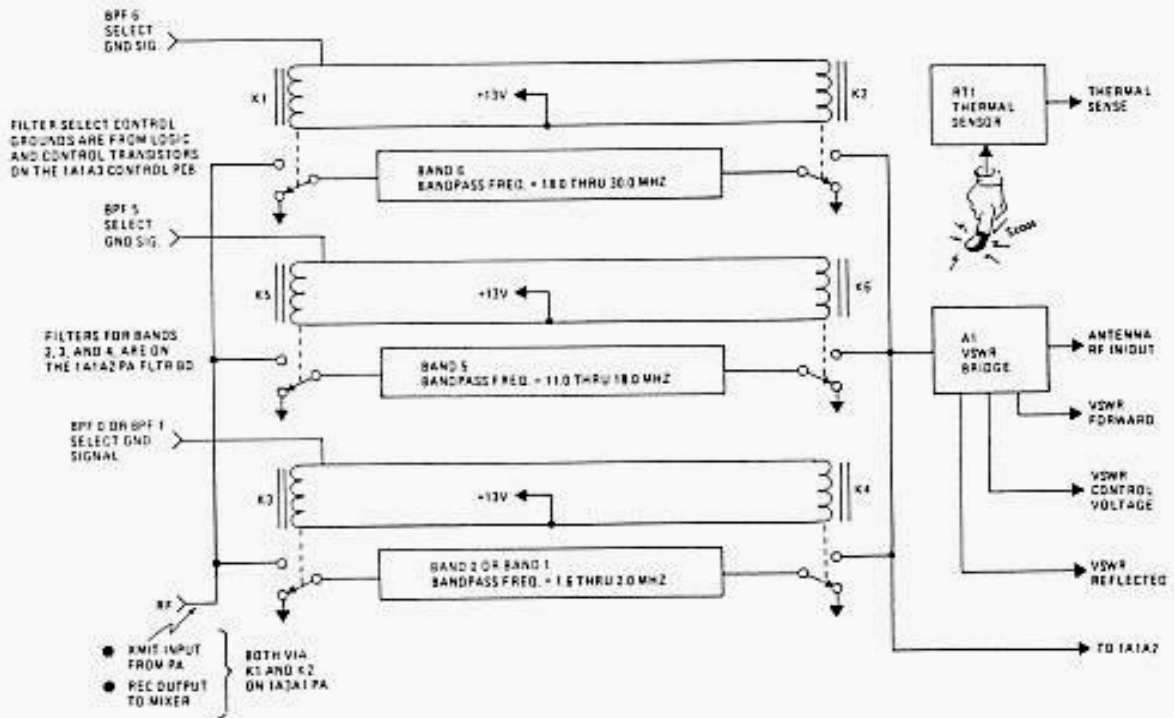 BPF 6
SELECT
GND SIG.
K1
+13V
K2
RT1
THERMAL
SENSOR
THERMAL
SENSE
FILTER SELECT CONTROL
GROUNDS ARE FROM LOGIC
AND CONTROL TRANSISTORS
ON THE 1A1A3 CONTROL PCB
BAND 6
BANDPASS FREQ. = 18.0 THRU 30.0 MHZ
BPF 5
SELECT
GND SIG.
K5
+13V
K6
FILTERS FOR BANDS
2, 3, AND 4, ARE ON
THE 1A1A2 PA FLTR BD
BAND 5
BANDPASS FREQ. = 11.0 THRU 18.0 MHZ
A1
VSWR
BRIDGE
ANTENNA
RF IN/OUT
VSWR
FORWARD
BPF 0 OR BPF 1
SELECT GND
SIGNAL
K3
+13V
K4
VSWR
CONTROL
VOLTAGE
BAND 2 OR BAND 1
BANDPASS FREQ. = 1.6 THRU 2.0 MHZ
VSWR
REFLECTED
RF
XMIT INPUT
FROM PA
REC OUTPUT
TO MIXER
BOTH VIA
K1 AND K2
ON 1A3A1 PA
TO 1A1A2